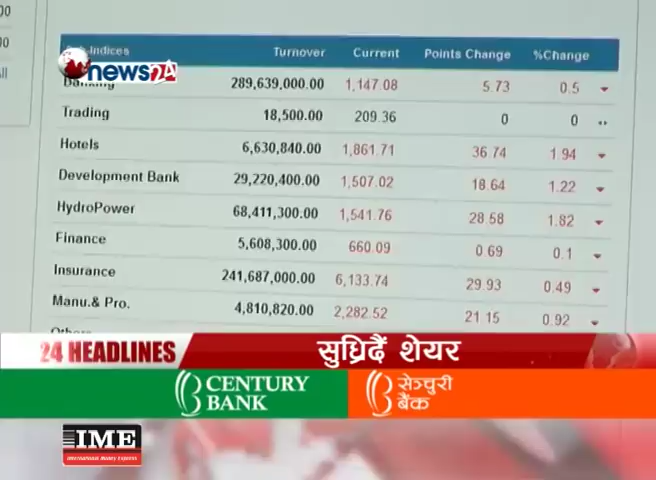 Indices Turnover Current Points Change %Change
news24
Banking 289,639,000.00 1,147.08 5.73 0.5
Trading 18,500.00 209.36 0 0
Hotels 6,630,840.00 1,861.71 36.74 1.94
Development Bank 29,220,400.00 1,507.02 18.64 1.22
HydroPower 68,411,300.00 1,541.76 28.58 1.82
Finance 5,608,300.00 660.09 0.69 0.1
Insurance 241,687,000.00 6,133.74 29.93 0.49
Manu.& Pro. 4,810,820.00 2,282.52 21.15 0.92
Others
24 HEADLINES सुध्रिदैं शेयर
CENTURY BANK
सेञ्चुरी बैंक
IME
International Money Express